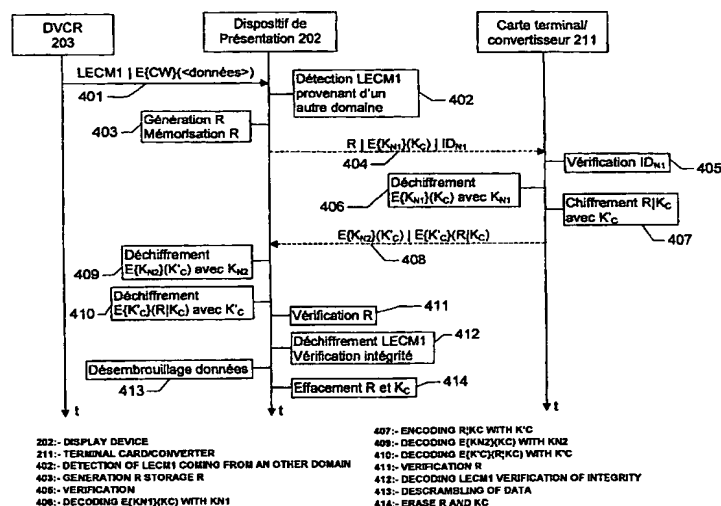 DVCR
203
Dispositif de
Présentation 202
Carte terminal/
convertisseur 211
LECM1 | E{CW}(<données>)
401
Détection LECM1
provenant d'un
autre domaine
402
403
Génération R
Mémorisation R
R | E{KN1}(KC) | IDN1
404
Vérification IDN1
405
406
Déchiffrement
E{KN1}(KC) avec KN1
Chiffrement R|KC
avec K'C
407
E{KN2}(K'C) | E{K'C}(R|KC)
408
409
Déchiffrement
E{KN2}(K'C) avec KN2
410
Déchiffrement
E{K'C}(R|KC) avec K'C
Vérification R
411
Déchiffrement LECM1
Vérification intégrité
412
Désembrouillage données
413
Effacement R et KC
414
t
t
t
202:- DISPLAY DEVICE
211:- TERMINAL CARD/CONVERTER
402:- DETECTION OF LECM1 COMING FROM AN OTHER DOMAIN
403:- GENERATION R STORAGE R
405:- VERIFICATION
406:- DECODING E{KN1}(KC) WITH KN1
407:- ENCODING R|KC WITH K'C
409:- DECODING E{KN2}(KC) WITH KN2
410:- DECODING E{K'C}(R|KC) WITH K'C
411:- VERIFICATION R
412:- DECODING LECM1 VERIFICATION OF INTEGRITY
413:- DESCRAMBLING OF DATA
414:- ERASE R AND KC